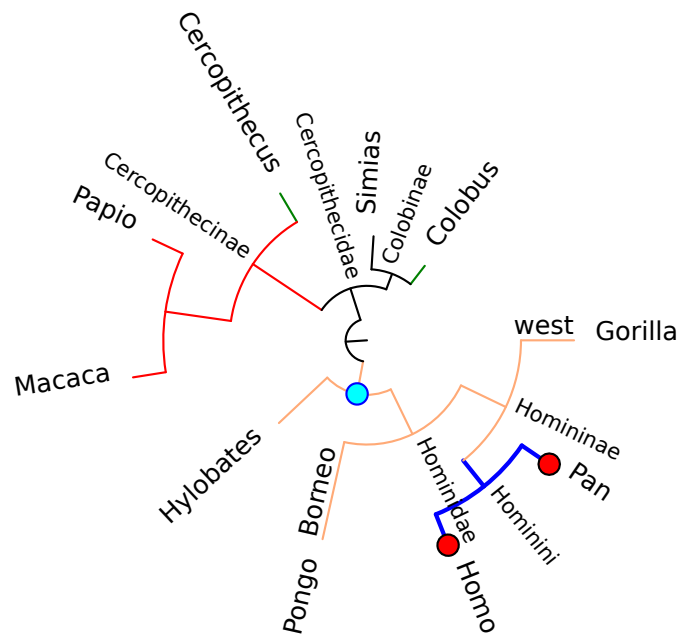 Cercopithecus
Cercopithecidae
Simias
Colobinae
Colobus
Cercopithecinae
Papio
Macaca
west
Gorilla
Homininae
Hylobates
Borneo
Pongo
Hominidae
Hominini
Pan
Homo